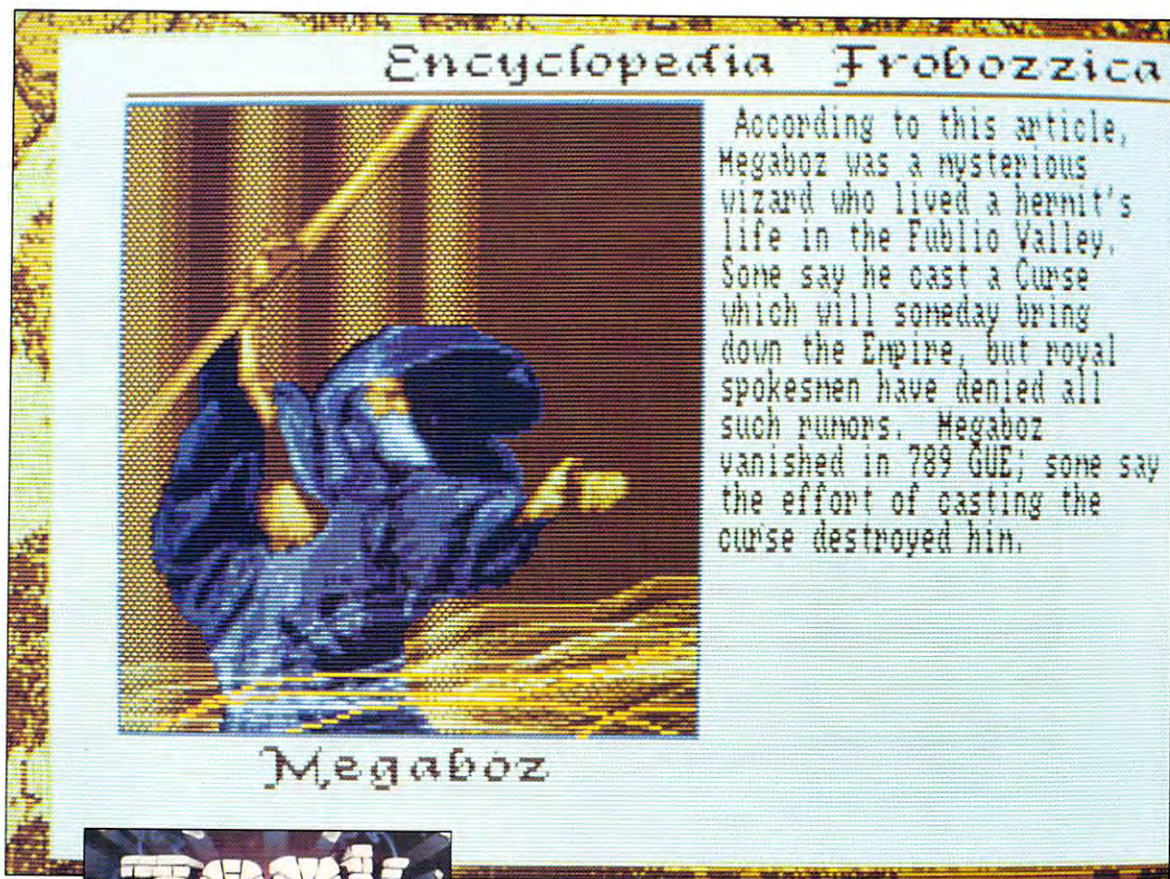 Encyclopedia Frobozzica
According to this article,
Megaboz was a mysterious
wizard who lived a hermit's
life in the Fublio Valley.
Some say he cast a Curse
which will someday bring
down the Empire, but royal
spokesmen have denied all
such rumors. Megaboz
vanished in 789 GUE; some say
the effort of casting the
curse destroyed him.
Megaboz